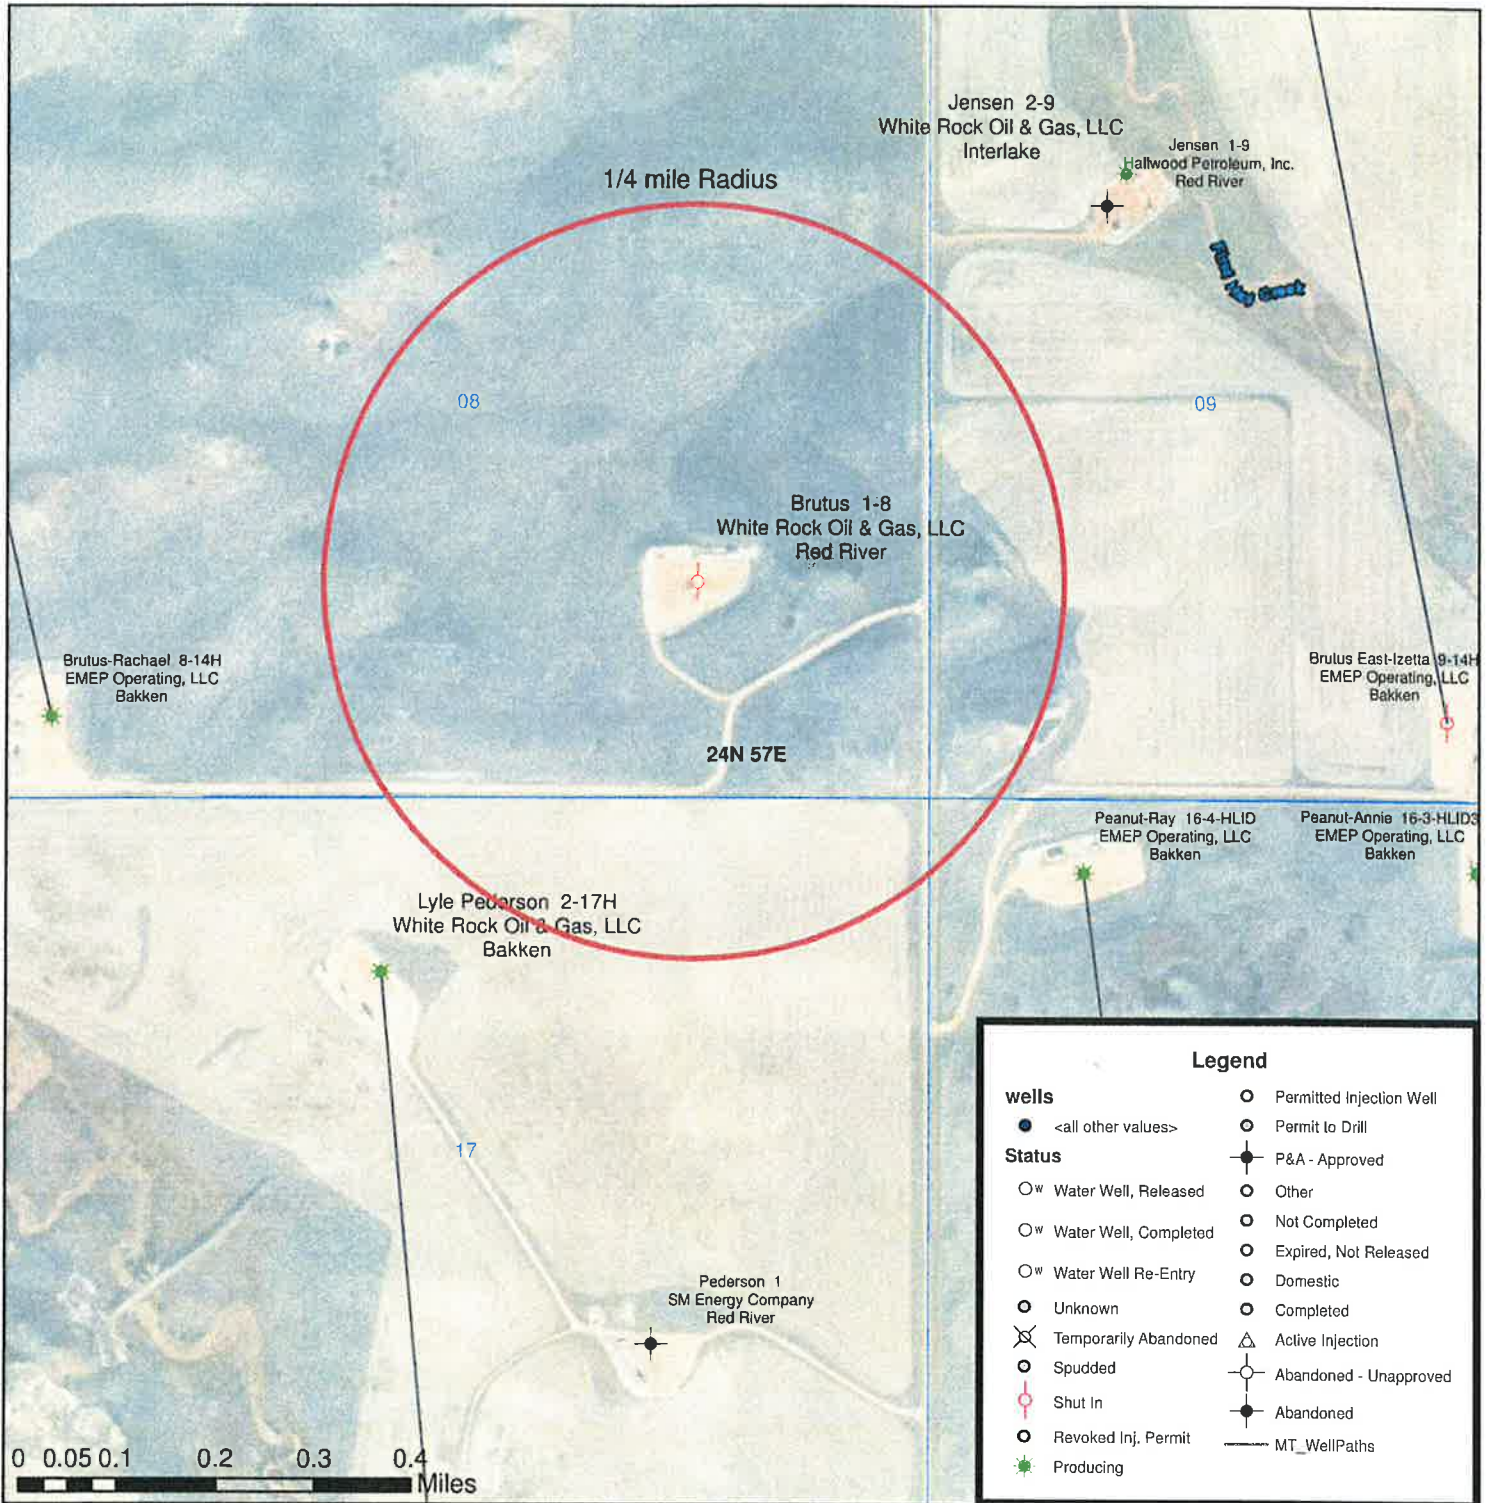 Jensen 2-9
White Rock Oil & Gas, LLC
Interlake
Jensen 1-9
Hallwood Petroleum, Inc.
Red River
1/4 mile Radius
08
09
Brutus 1-8
White Rock Oil & Gas, LLC
Red River
Brutus-Rachael 8-14H
EMEP Operating, LLC
Bakken
Brutus East-Izetta 9-14H
EMEP Operating, LLC
Bakken
24N 57E
Peanut-Ray 16-4-HLID
EMEP Operating, LLC
Bakken
Peanut-Annie 16-3-HLID3
EMEP Operating, LLC
Bakken
Lyle Pederson 2-17H
White Rock Oil & Gas, LLC
Bakken
17
Pederson 1
SM Energy Company
Red River
0 0.05 0.1 0.2 0.3 0.4
Miles
Legend
wells
<all other values>
Status
W Water Well, Released
W Water Well, Completed
W Water Well Re-Entry
Unknown
Temporarily Abandoned
Spudded
Shut In
Revoked Inj. Permit
Producing
Permitted Injection Well
Permit to Drill
P&A - Approved
Other
Not Completed
Expired, Not Released
Domestic
Completed
Active Injection
Abandoned - Unapproved
Abandoned
MT_WellPaths
Creek